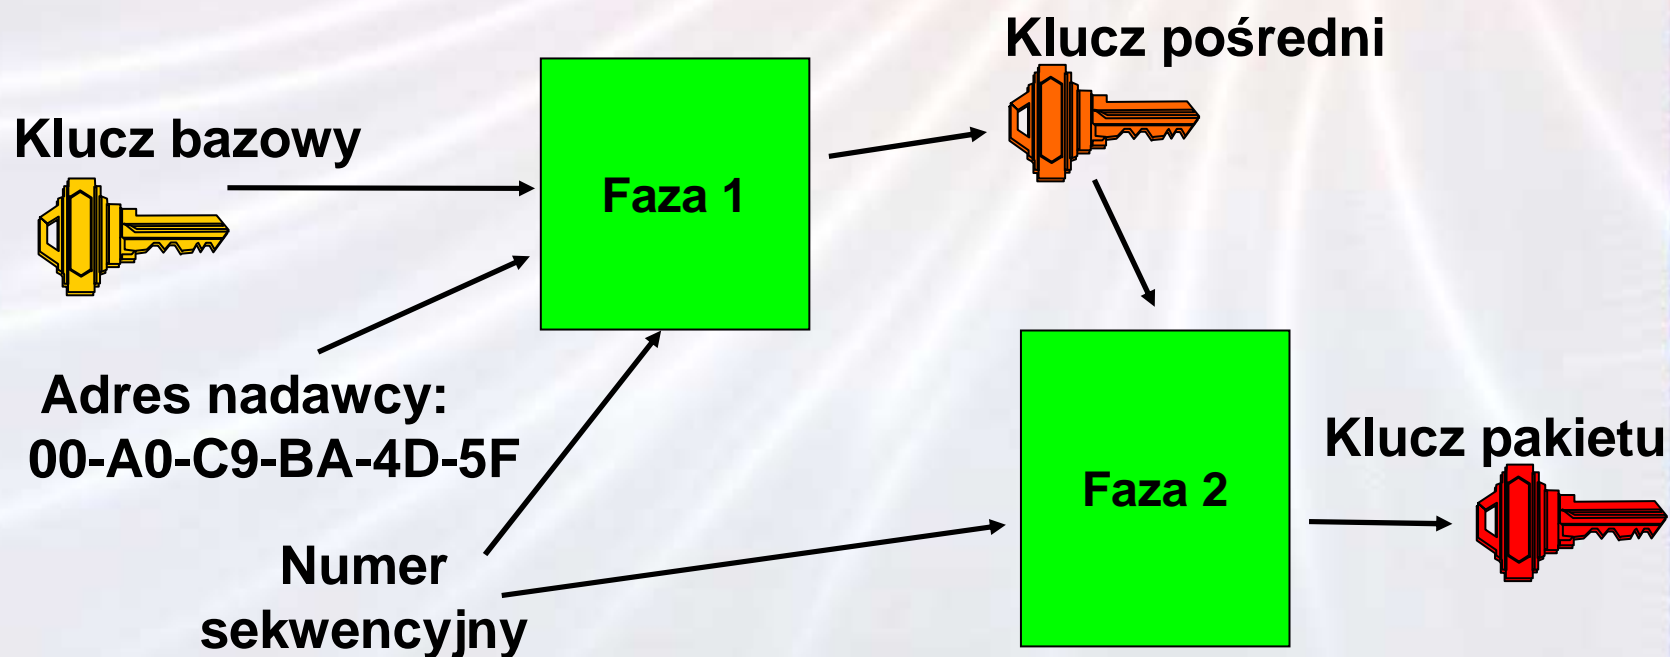 Klucz pośredni
Klucz bazowy
Faza 1
Adres nadawcy:
00-A0-C9-BA-4D-5F
Klucz pakietu
Faza 2
Numer
sekwencyjny